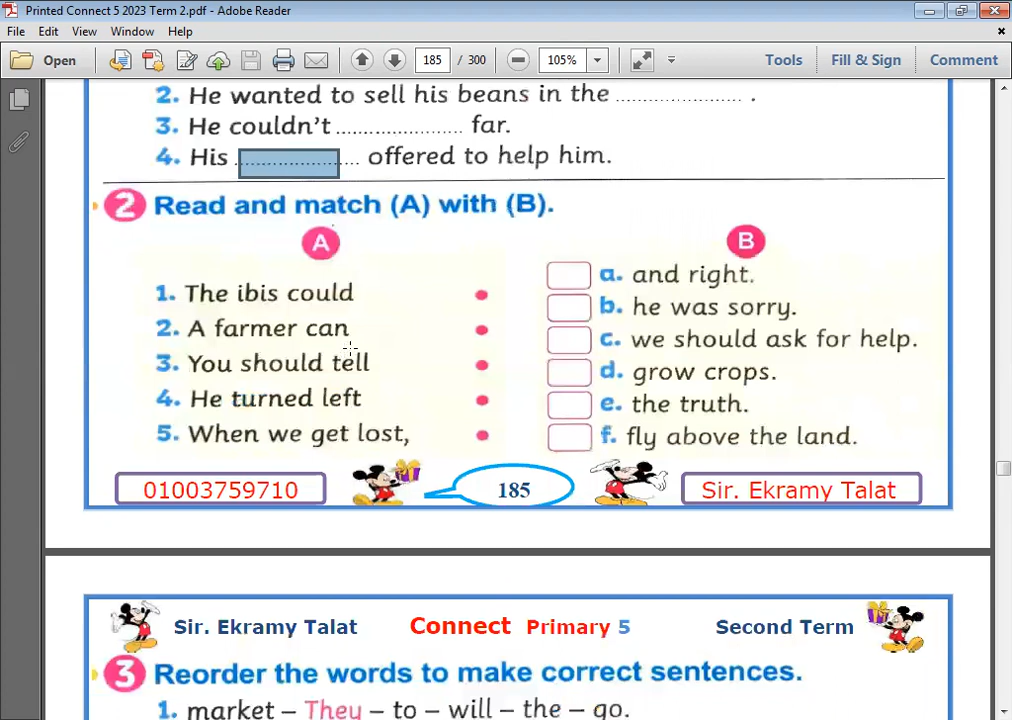 Printed Connect 5 2023 Term 2.pdf - Adobe Reader
File Edit View Window Help
Open 185 / 300 105% Tools Fill & Sign Comment
2. He wanted to sell his beans in the ...................... .
3. He couldn't ...................... far.
4. His ...................... offered to help him.
2 Read and match (A) with (B).
A B
1. The ibis could a. and right.
2. A farmer can b. he was sorry.
3. You should tell c. we should ask for help.
4. He turned left d. grow crops.
5. When we get lost, e. the truth.
f. fly above the land.
01003759710 185 Sir. Ekramy Talat
Sir. Ekramy Talat Connect Primary 5 Second Term
3 Reorder the words to make correct sentences.
1. market – They – to – will – the – go.